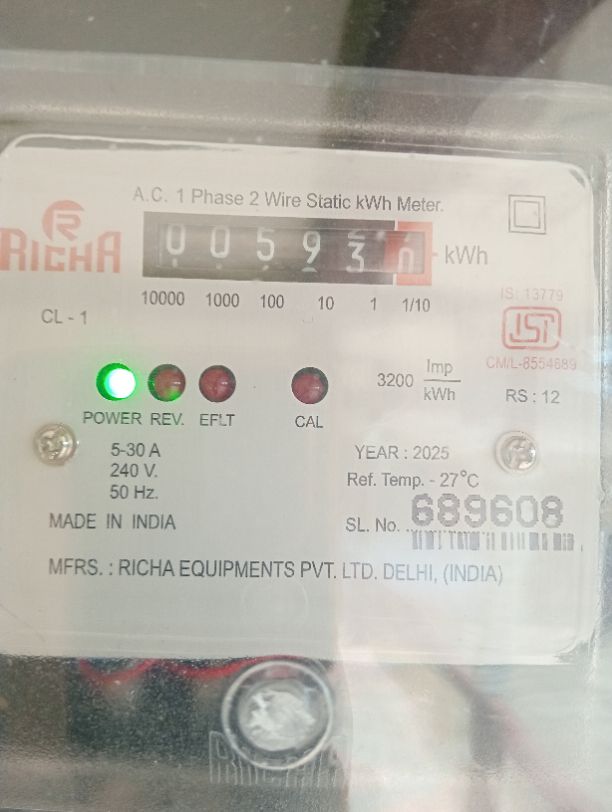 A.C. 1 Phase 2 Wire Static kWh Meter.
R
RICHA
0 0 5 9 3 0 kWh
10000 1000 100 10 1 1/10
IS: 13779
CL - 1
ISI
CM/L-8554689
3200 Imp/kWh
RS : 12
POWER REV. EFLT CAL
5-30 A
240 V.
50 Hz.
YEAR : 2025
Ref. Temp. - 27°C
MADE IN INDIA
SL. No. .. 689608
MFRS. : RICHA EQUIPMENTS PVT. LTD. DELHI, (INDIA)
RICHA